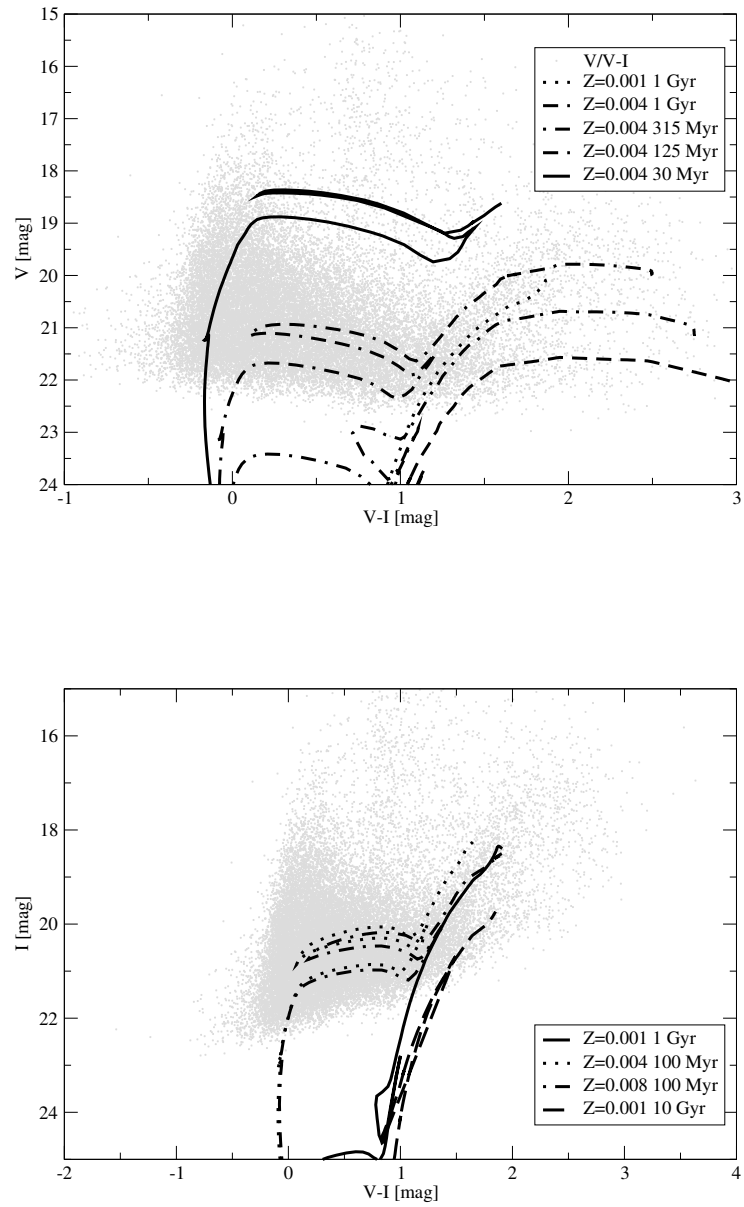 15
16
17
18
19
20
21
22
23
24
V [mag]
-1
0
1
2
3
V-I [mag]
V/V-I
Z=0.001 1 Gyr
Z=0.004 1 Gyr
Z=0.004 315 Myr
Z=0.004 125 Myr
Z=0.004 30 Myr
16
18
20
22
24
I [mag]
-2
-1
0
1
2
3
4
V-I [mag]
Z=0.001 1 Gyr
Z=0.004 100 Myr
Z=0.008 100 Myr
Z=0.001 10 Gyr